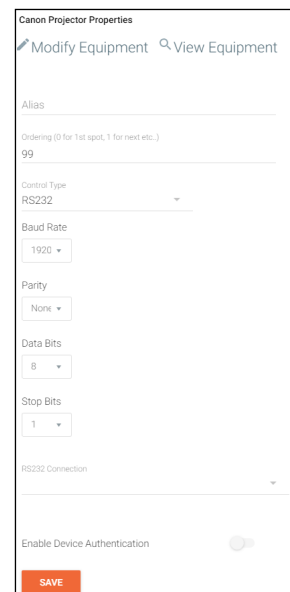 Canon Projector Properties
Modify Equipment View Equipment
Alias
Ordering (0 for 1st spot, 1 for next etc..)
99
Control Type
RS232
Baud Rate
1920
Parity
None
Data Bits
8
Stop Bits
1
RS232 Connection
Enable Device Authentication
SAVE